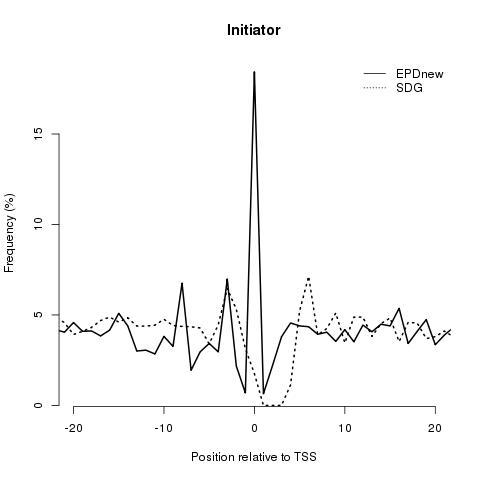 Initiator
EPDnew
SDG
15
10
5
0
Frequency (%)
-20 -10 0 10 20
Position relative to TSS